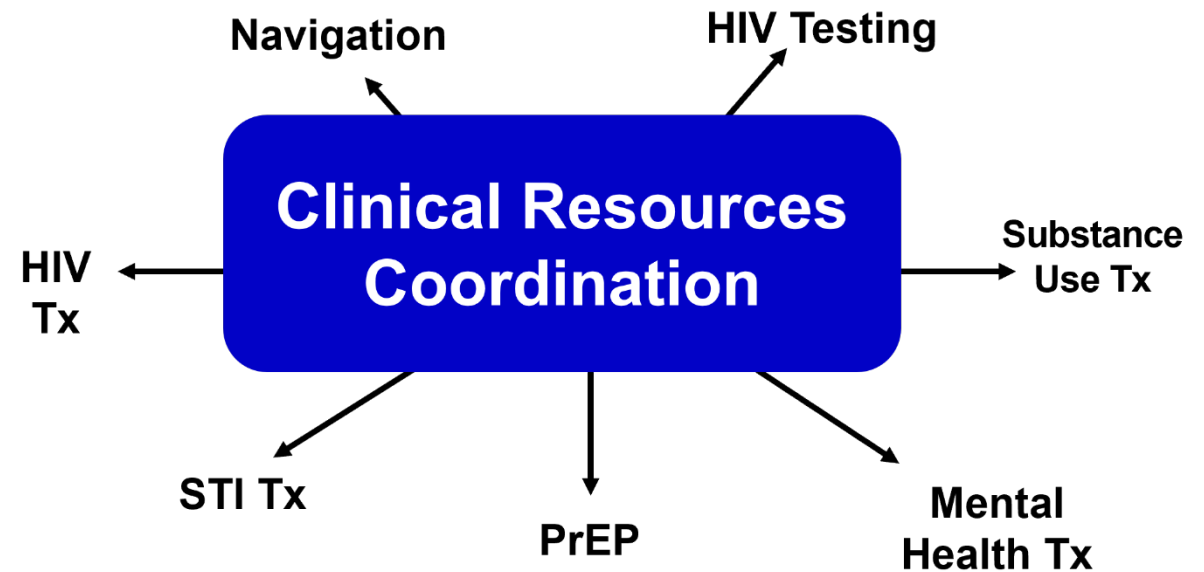 Navigation
HIV Testing
Clinical Resources
Coordination
HIV
Tx
Substance
Use Tx
STI Tx
PrEP
Mental
Health Tx